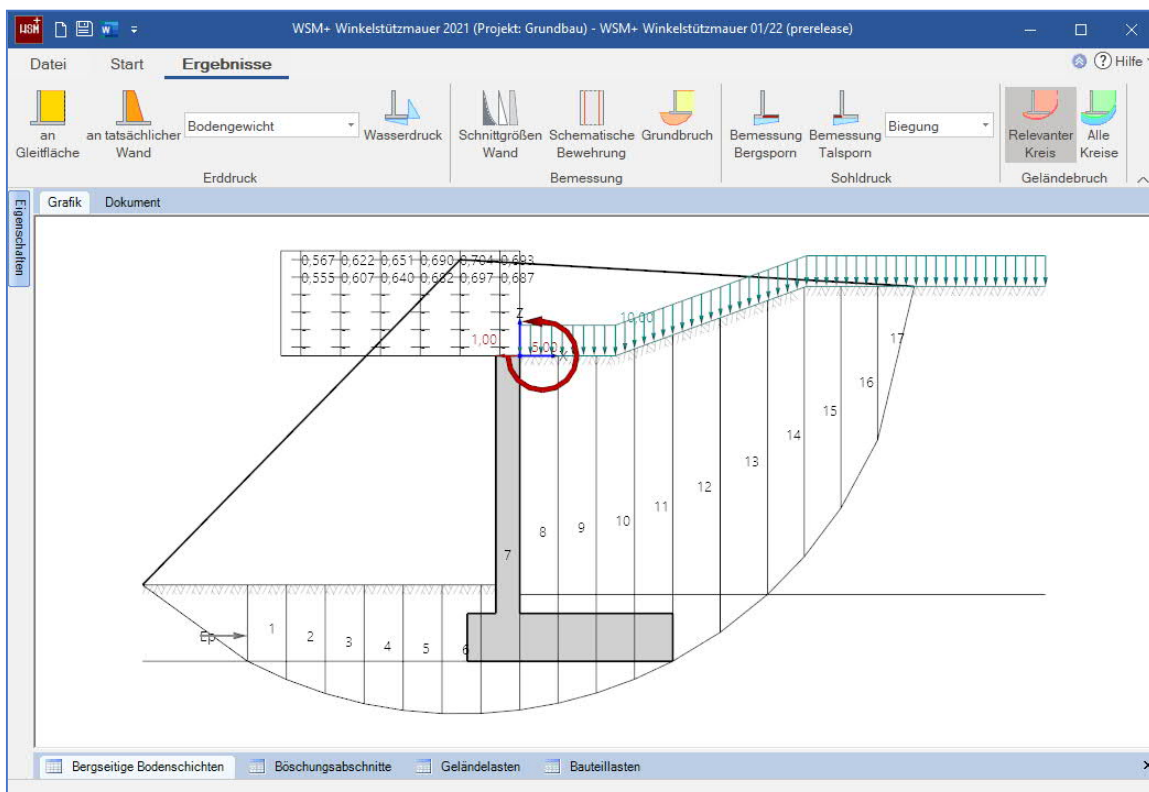 WSM+ WSM+ Winkelstützmauer 2021 (Projekt: Grundbau) - WSM+ Winkelstützmauer 01/22 (prerelease)
Datei Start Ergebnisse Hilfe
an Gleitfläche
an tatsächlicher Wand
Bodengewicht
Wasserdruck
Erddruck
Schnittgrößen Wand
Schematische Bewehrung
Grundbruch
Bemessung
Bemessung Bergsporn
Bemessung Talsporn
Biegung
Sohldruck
Relevanter Kreis
Alle Kreise
Geländebruch
Eigenschaften
Grafik Dokument
0,567 0,622 0,651 0,690 0,704 0,693
0,555 0,607 0,640 0,682 0,697 0,687
Z
10,00
1,00
5,00
X
17
16
15
14
13
12
11
10
9
8
7
Ep
1
2
3
4
5
6
Bergseitige Bodenschichten Böschungsabschnitte Geländelasten Bauteillasten